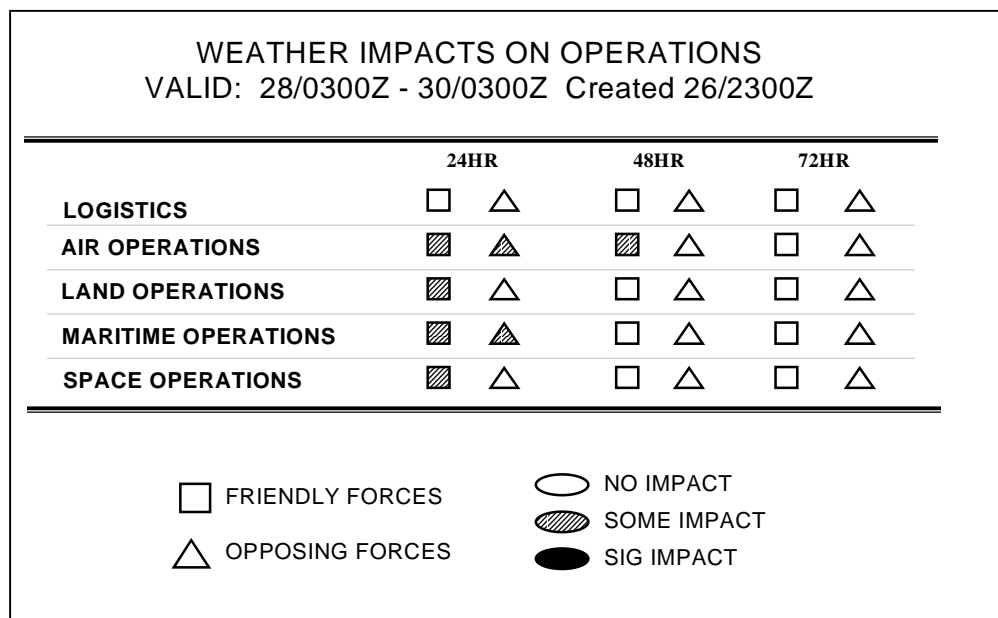 WEATHER IMPACTS ON OPERATIONS
VALID: 28/0300Z - 30/0300Z Created 26/2300Z
24HR 48HR 72HR
LOGISTICS
AIR OPERATIONS
LAND OPERATIONS
MARITIME OPERATIONS
SPACE OPERATIONS
FRIENDLY FORCES
OPPOSING FORCES
NO IMPACT
SOME IMPACT
SIG IMPACT